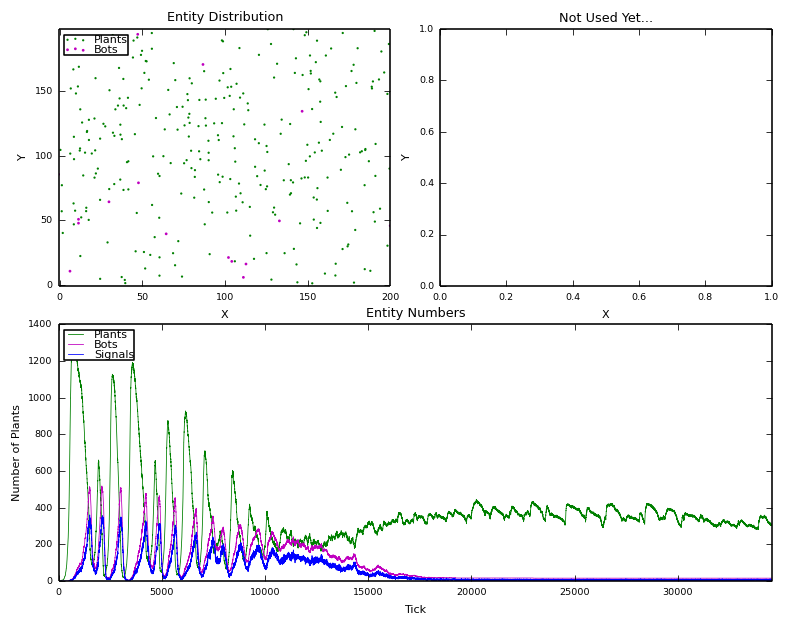 Entity Distribution
Plants
Bots
150
100
50
0
Y
0 50 100 150 200
X
Not Used Yet...
1.0
0.8
0.6
0.4
0.2
0.0
Y
0.0 0.2 0.4 0.6 0.8 1.0
X
Entity Numbers
Plants
Bots
Signals
1400
1200
1000
800
600
400
200
0
Number of Plants
0 5000 10000 15000 20000 25000 30000
Tick